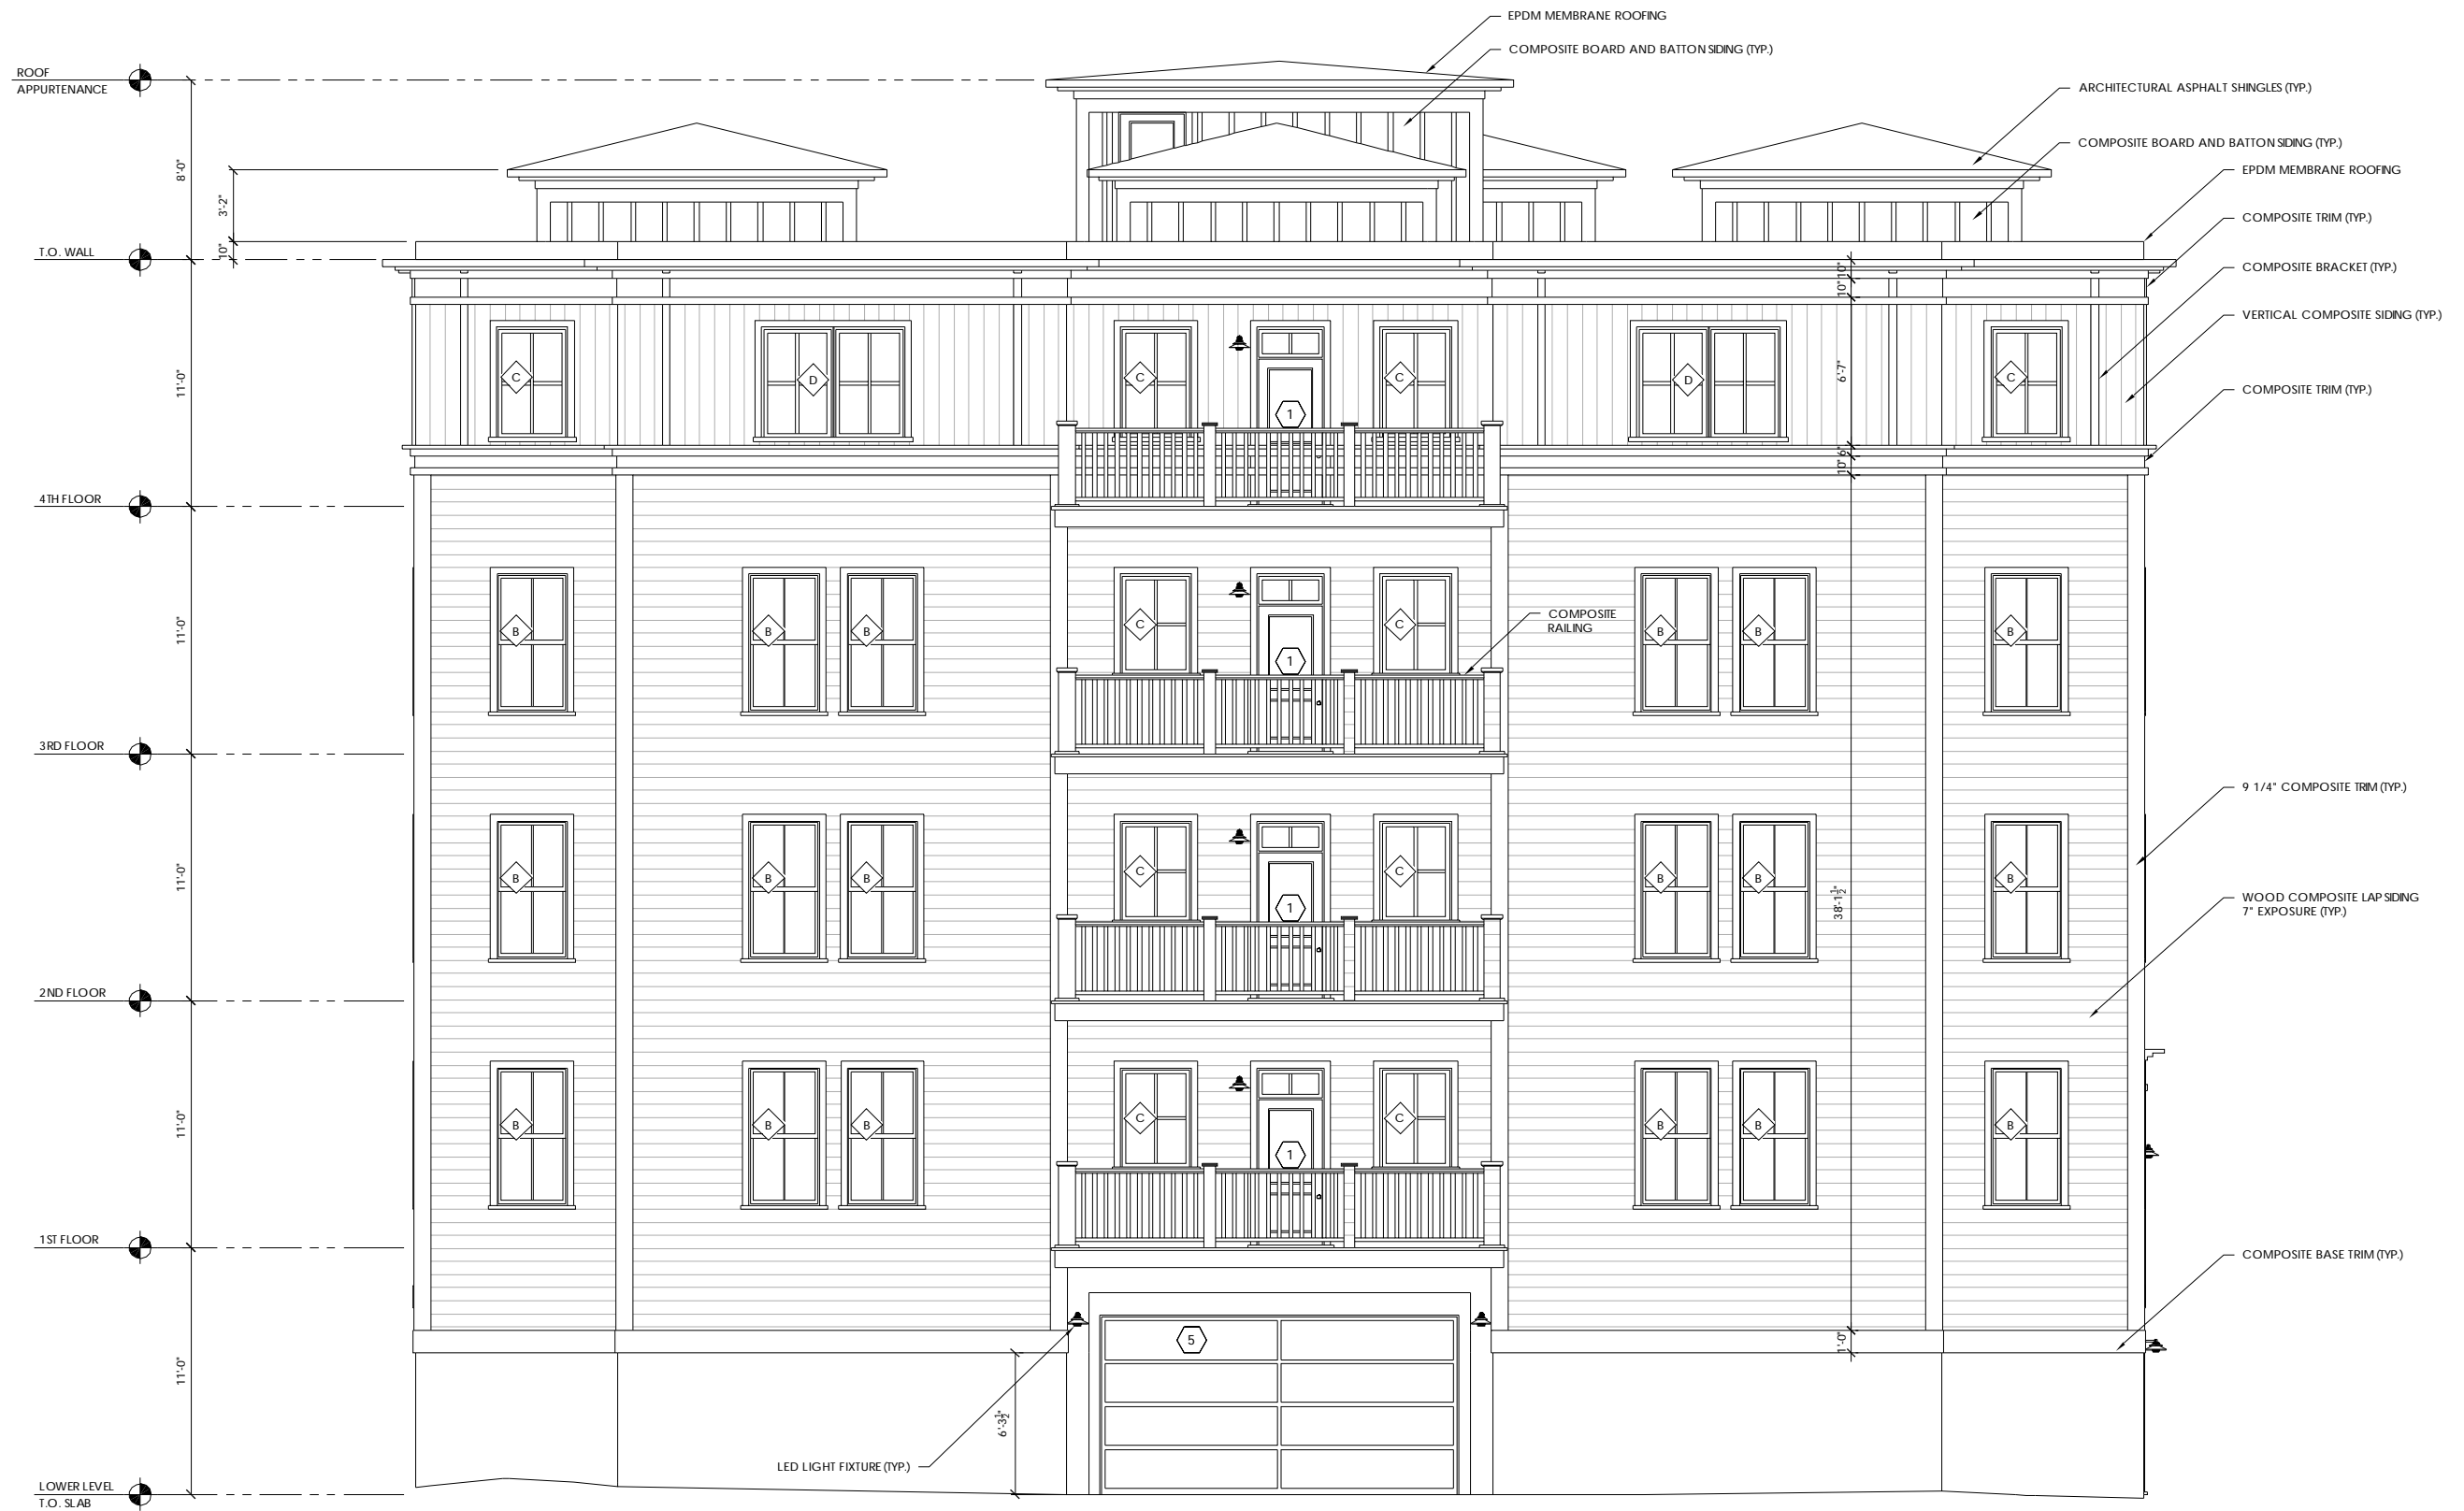 EPDM MEMBRANE ROOFING
COMPOSITE BOARD AND BATTON SIDING (TYP.)
ROOF
APPURTENANCE
ARCHITECTURAL ASPHALT SHINGLES (TYP.)
COMPOSITE BOARD AND BATTON SIDING (TYP.)
8'-0"
EPDM MEMBRANE ROOFING
3'-2"
COMPOSITE TRIM (TYP.)
T.O. WALL
10"
10"
COMPOSITE BRACKET (TYP.)
10"
VERTICAL COMPOSITE SIDING (TYP.)
11'-0"
C
D
C
C
D
C
6'-7"
COMPOSITE TRIM (TYP.)
1
6"
10"
4TH FLOOR
COMPOSITE
RAILING
11'-0"
B
B
B
C
C
B
B
B
1
3RD FLOOR
9 1/4" COMPOSITE TRIM (TYP.)
11'-0"
B
B
B
C
C
B
B
B
38'-1 1/2"
WOOD COMPOSITE LAP SIDING
7" EXPOSURE (TYP.)
1
2ND FLOOR
11'-0"
B
B
B
C
C
B
B
B
1
1ST FLOOR
COMPOSITE BASE TRIM (TYP.)
5
1'-0"
11'-0"
6'-3 1/2"
LED LIGHT FIXTURE (TYP.)
LOWER LEVEL
T.O. SLAB